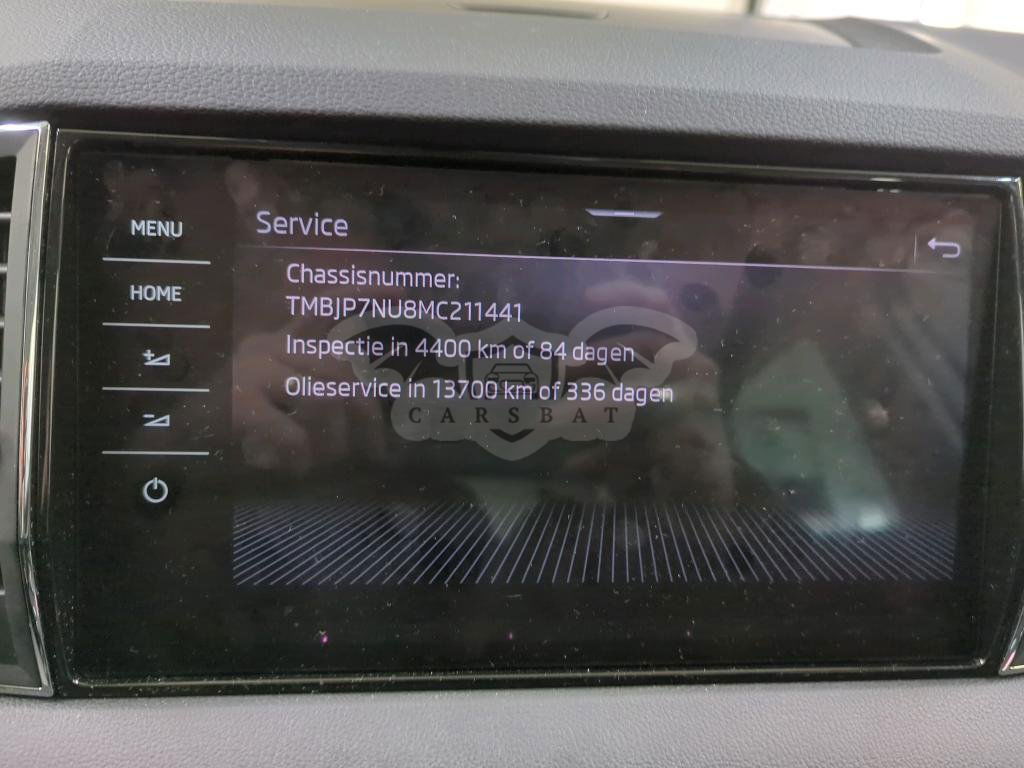 MENU
HOME
Service
Chassisnummer:
TMBJP7NU8MC211441
Inspectie in 4400 km of 84 dagen
Olieservice in 13700 km of 336 dagen
CARSBAT